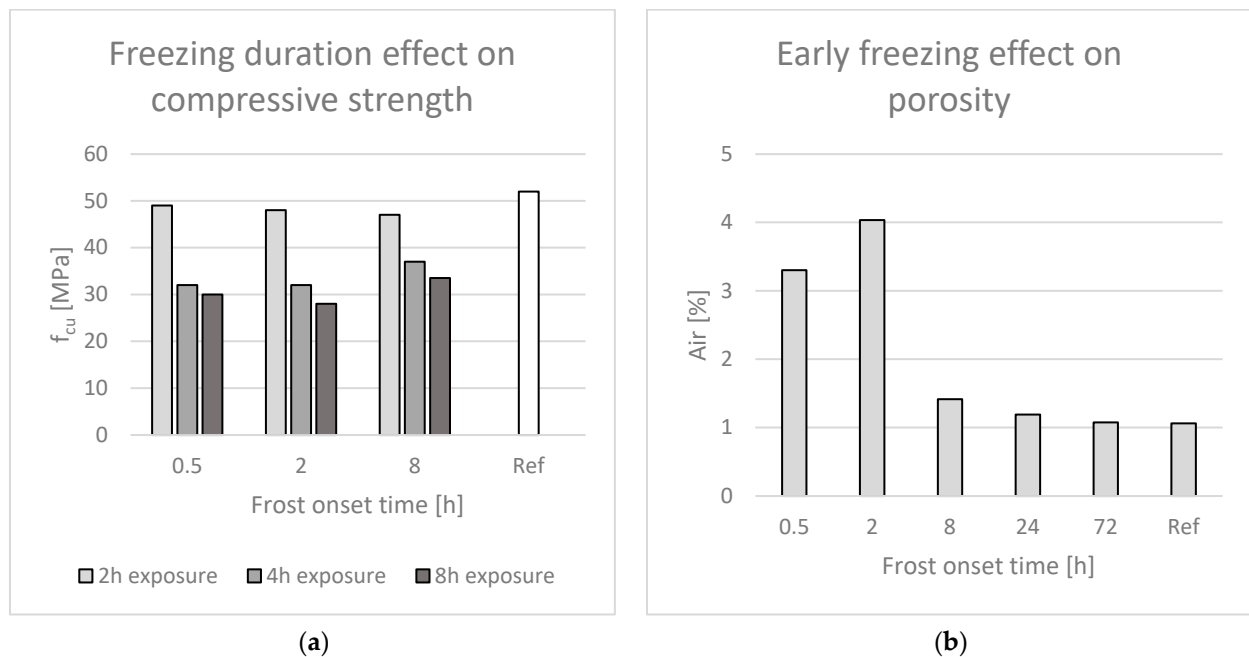 Freezing duration effect on
compressive strength
60
50
40
30
20
10
0
f_cu [MPa]
0.5 2 8 Ref
Frost onset time [h]
2h exposure 4h exposure 8h exposure
(a)
Early freezing effect on
porosity
5
4
3
2
1
0
Air [%]
0.5 2 8 24 72 Ref
Frost onset time [h]
(b)